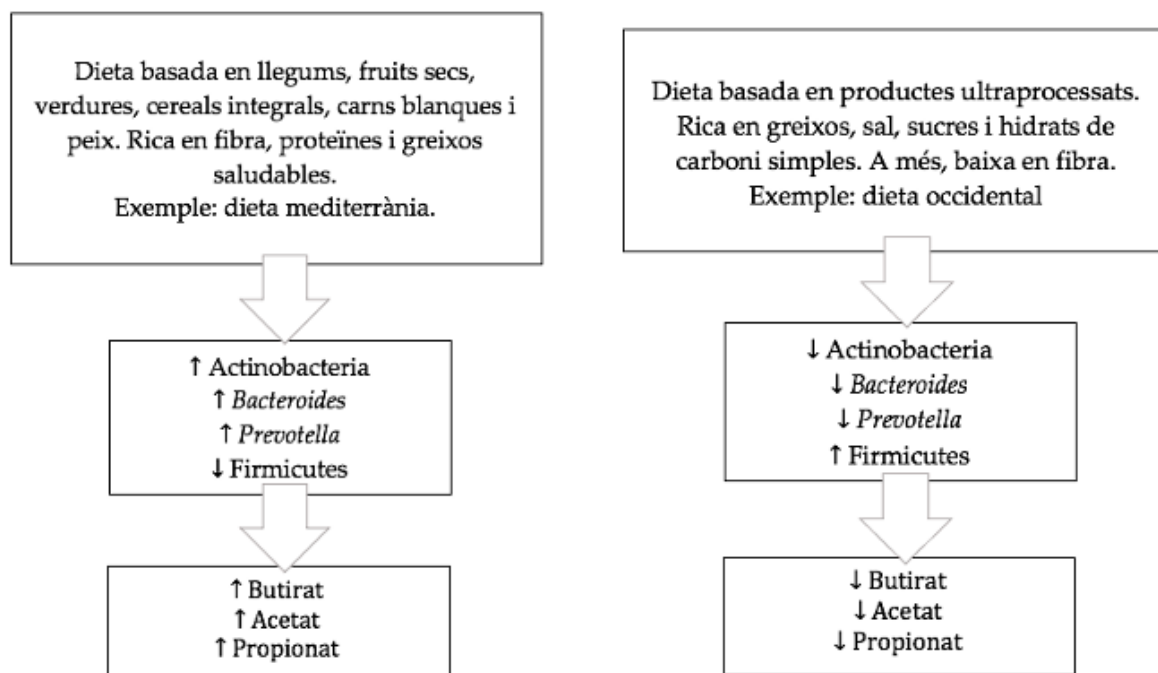 Dieta basada en llegums, fruits secs,
verdures, cereals integrals, carns blanques i
peix. Rica en fibra, proteïnes i greixos
saludables.
Exemple: dieta mediterrània.
↑ Actinobacteria
↑ Bacteroides
↑ Prevotella
↓ Firmicutes
↑ Butirat
↑ Acetat
↑ Propionat
Dieta basada en productes ultraprocessats.
Rica en greixos, sal, sucres i hidrats de
carboni simples. A més, baixa en fibra.
Exemple: dieta occidental
↓ Actinobacteria
↓ Bacteroides
↓ Prevotella
↑ Firmicutes
↓ Butirat
↓ Acetat
↓ Propionat